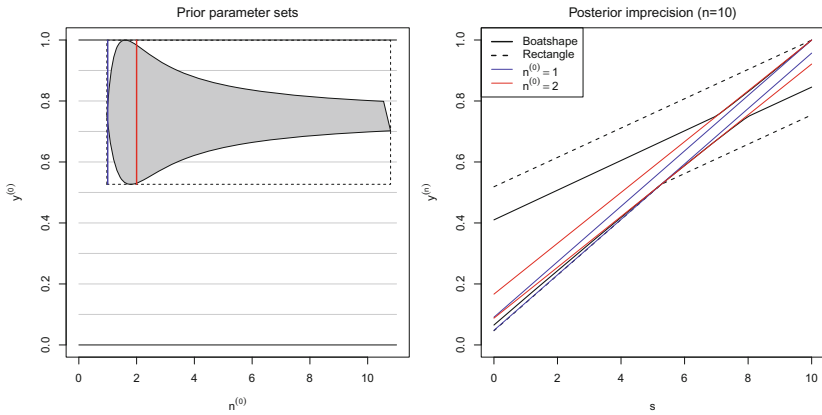 Prior parameter sets
y⁽⁰⁾
1.0
0.8
0.6
0.4
0.2
0.0
0 2 4 6 8 10
n⁽⁰⁾
Posterior imprecision (n=10)
Boatshape
Rectangle
n⁽⁰⁾ = 1
n⁽⁰⁾ = 2
y⁽ⁿ⁾
1.0
0.8
0.6
0.4
0.2
0.0
0 2 4 6 8 10
s